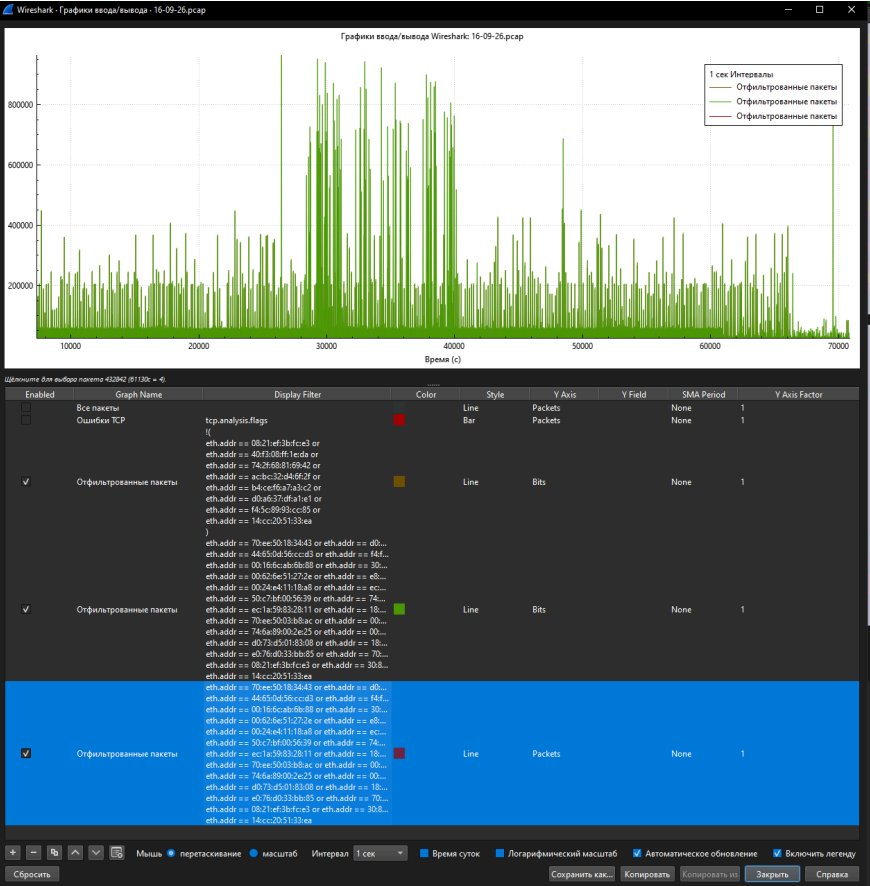 Wireshark · Графики ввода/вывода · 16-09-26.pcap
Графики ввода/вывода Wireshark: 16-09-26.pcap
1 сек Интервалы
Отфильтрованные пакеты
Отфильтрованные пакеты
Отфильтрованные пакеты
800000
600000
400000
200000
10000 20000 30000 40000 50000 60000 70000
Время (с)
Щёлкните для выбора пакета 432842 (61130с = 4).
Enabled Graph Name Display Filter Color Style Y Axis Y Field SMA Period Y Axis Factor
Все пакеты Line Packets None 1
Ошибки TCP tcp.analysis.flags Bar Packets None 1
!(
eth.addr == 08:21:ef:3b:fc:e3 or
eth.addr == 40:f3:08:ff:1e:da or
eth.addr == 74:2f:68:81:69:42 or
eth.addr == ac:bc:32:d4:6f:2f or
Отфильтрованные пакеты eth.addr == b4:ce:f6:a7:a3:c2 or Line Bits None 1
eth.addr == d0:a6:37:df:a1:e1 or
eth.addr == f4:5c:89:93:cc:85 or
eth.addr == 14:cc:20:51:33:ea
)
eth.addr == 70:ee:50:18:34:43 or eth.addr == d0:...
eth.addr == 44:65:0d:56:cc:d3 or eth.addr == f4:f...
eth.addr == 00:16:6c:ab:6b:88 or eth.addr == 30:...
eth.addr == 00:62:6e:51:27:2e or eth.addr == e8:...
eth.addr == 00:24:e4:11:18:a8 or eth.addr == ec:...
eth.addr == 50:c7:bf:00:56:39 or eth.addr == 74:...
Отфильтрованные пакеты eth.addr == ec:1a:59:83:28:11 or eth.addr == 18:... Line Bits None 1
eth.addr == 70:ee:50:03:b8:ac or eth.addr == 00:...
eth.addr == 74:6a:89:00:2e:25 or eth.addr == 00:...
eth.addr == d0:73:d5:01:83:08 or eth.addr == 18:...
eth.addr == e0:76:d0:33:bb:85 or eth.addr == 70:...
eth.addr == 08:21:ef:3b:fc:e3 or eth.addr == 30:8...
eth.addr == 14:cc:20:51:33:ea
eth.addr == 70:ee:50:18:34:43 or eth.addr == d0:...
eth.addr == 44:65:0d:56:cc:d3 or eth.addr == f4:f...
eth.addr == 00:16:6c:ab:6b:88 or eth.addr == 30:...
eth.addr == 00:62:6e:51:27:2e or eth.addr == e8:...
eth.addr == 00:24:e4:11:18:a8 or eth.addr == ec:...
eth.addr == 50:c7:bf:00:56:39 or eth.addr == 74:...
Отфильтрованные пакеты eth.addr == ec:1a:59:83:28:11 or eth.addr == 18:... Line Packets None 1
eth.addr == 70:ee:50:03:b8:ac or eth.addr == 00:...
eth.addr == 74:6a:89:00:2e:25 or eth.addr == 00:...
eth.addr == d0:73:d5:01:83:08 or eth.addr == 18:...
eth.addr == e0:76:d0:33:bb:85 or eth.addr == 70:...
eth.addr == 08:21:ef:3b:fc:e3 or eth.addr == 30:8...
eth.addr == 14:cc:20:51:33:ea
Мышь перетаскивание масштаб Интервал 1 сек Время суток Логарифмический масштаб Автоматическое обновление Включить легенду
Сбросить Сохранить как... Копировать Копировать из Закрыть Справка